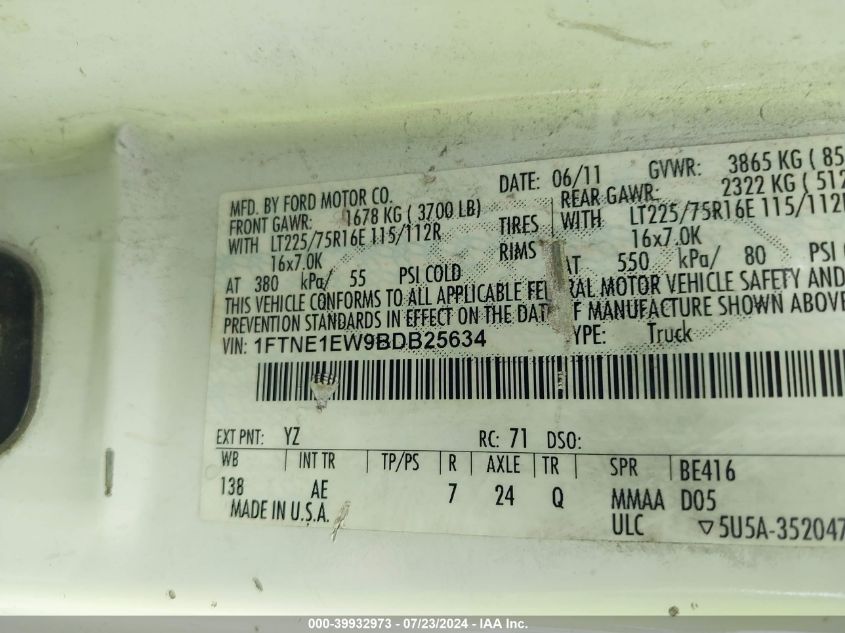 MFD. BY FORD MOTOR CO. DATE: 06/11 GVWR: 3865 KG ( 85
FRONT GAWR: 1678 KG ( 3700 LB) REAR GAWR: 2322 KG ( 512
WITH LT225/75R16E 115/112R TIRES WITH LT225/75R16E 115/112R
16x7.0K RIMS 16x7.0K
AT 380 kPa/ 55 PSI COLD AT 550 kPa/ 80 PSI
THIS VEHICLE CONFORMS TO ALL APPLICABLE FE RAL MOTOR VEHICLE SAFETY AND
PREVENTION STANDARDS IN EFFECT ON THE DAT OF MANUFACTURE SHOWN ABOVE
VIN: 1FTNE1EW9BDB25634 YPE: Truck
EXT PNT: YZ RC: 71 DSO:
WB INT TR TP/PS R AXLE TR SPR BE416
138 AE 7 24 Q MMAA D05
MADE IN U.S.A. ULC ▽5U5A-352047
000-39932973 - 07/23/2024 - IAA Inc.